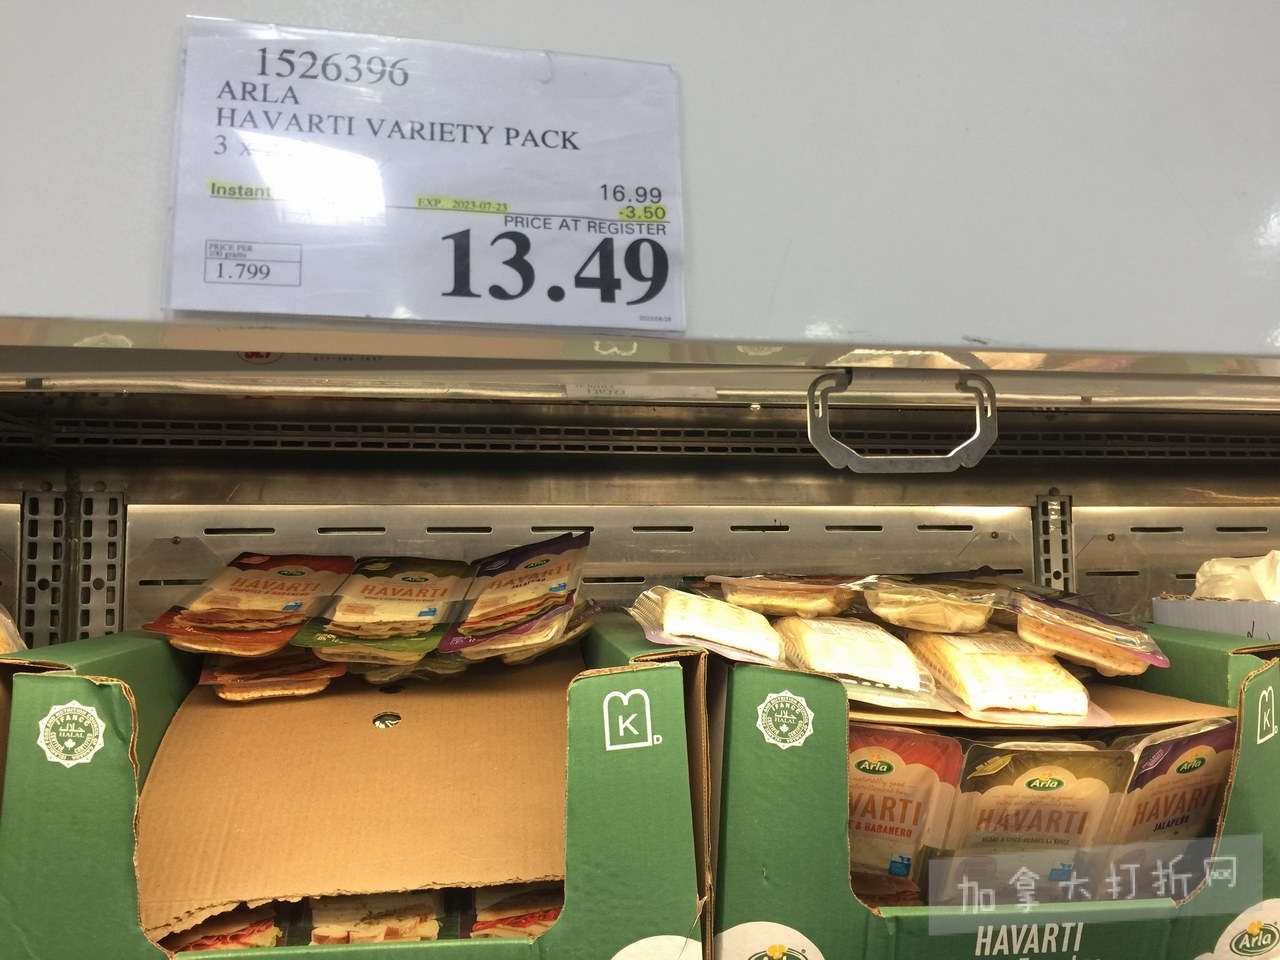 1526396
ARLA
HAVARTI VARIETY PACK
3 x
Instant
16.99
EXP. 2023-07-23
-3.50
PRICE AT REGISTER
13.49
PRICE PER
100 grams
1.799
HAVARTI
HAVARTI
HAVARTI
JALAPEÑO
HALAL
K
D
HALAL
K
D
Arla
HAVARTI
& HABANERO
Arla
HAVARTI
Arla
HAVARTI
JALAPEÑO
加拿大打折网
HAVARTI
Arla
Arla